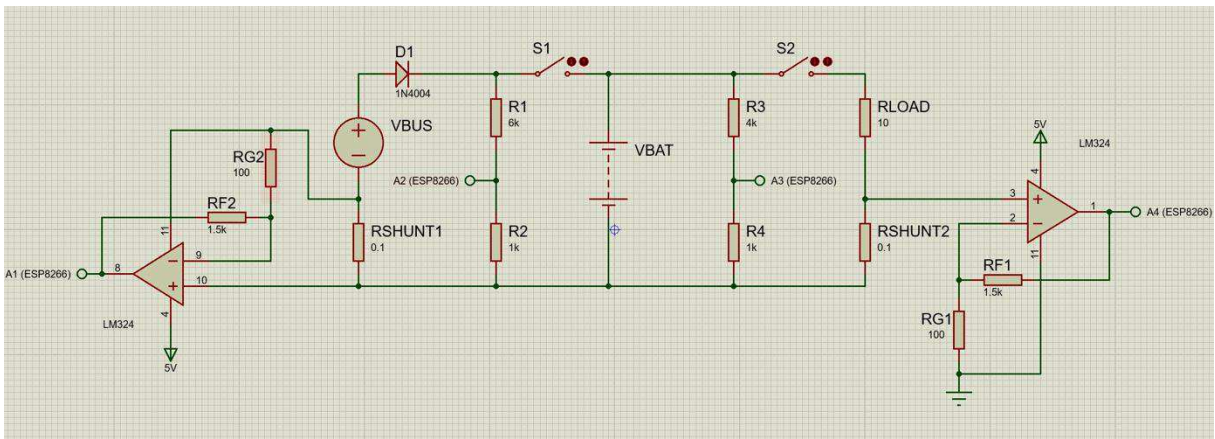 D1
1N4004
S1
S2
VBUS
RG2
100
RF2
1.5k
11
9
8
10
4
A1 (ESP8266)
LM324
5V
RSHUNT1
0.1
R1
6k
A2 (ESP8266)
R2
1k
VBAT
R3
4k
A3 (ESP8266)
R4
1k
RLOAD
10
RSHUNT2
0.1
5V
LM324
4
3
2
1
11
A4 (ESP8266)
RF1
1.5k
RG1
100